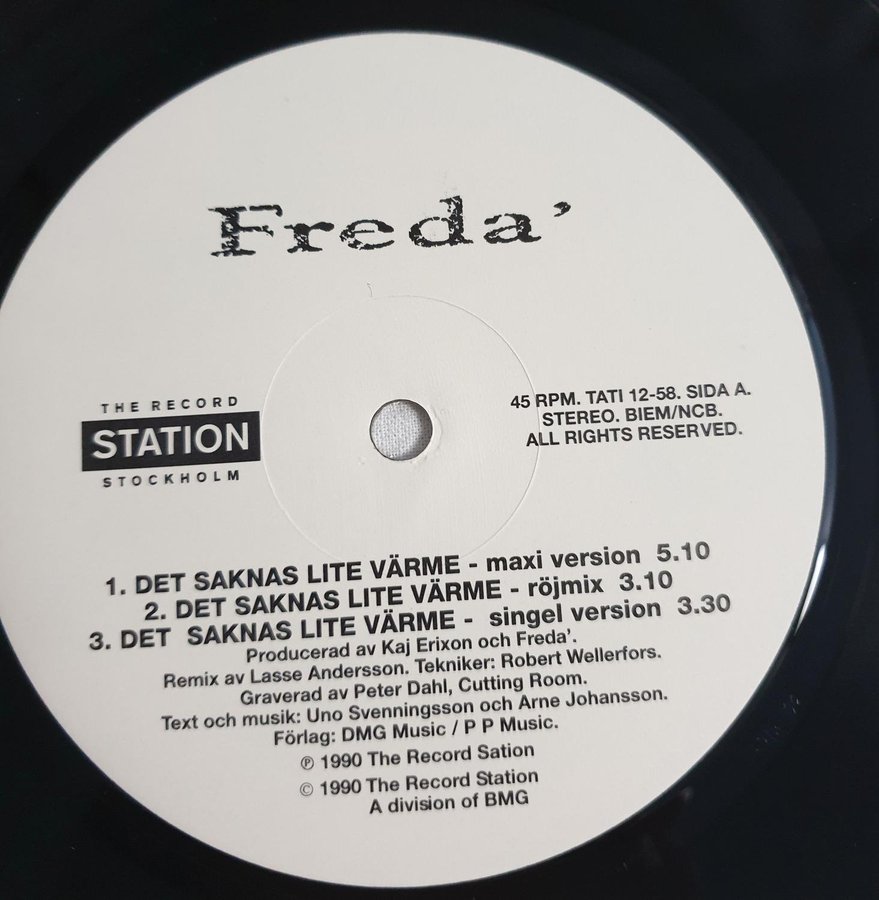 Freda'
THE RECORD
STATION
STOCKHOLM
45 RPM. TATI 12-58. SIDA A.
STEREO. BIEM/NCB.
ALL RIGHTS RESERVED.
1. DET SAKNAS LITE VÄRME - maxi version 5.10
2. DET SAKNAS LITE VÄRME - röjmix 3.10
3. DET SAKNAS LITE VÄRME - singel version 3.30
Producerad av Kaj Erixon och Freda'.
Remix av Lasse Andersson. Tekniker: Robert Wellerfors.
Graverad av Peter Dahl, Cutting Room.
Text och musik: Uno Svenningsson och Arne Johansson.
Förlag: DMG Music / P P Music.
℗ 1990 The Record Sation
© 1990 The Record Station
A division of BMG